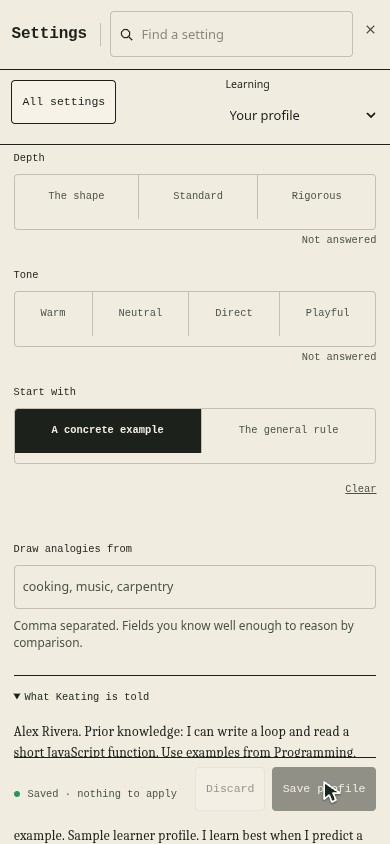 Settings
Find a setting
×
All settings
Learning
Your profile
Depth
The shape
Standard
Rigorous
Not answered
Tone
Warm
Neutral
Direct
Playful
Not answered
Start with
A concrete example
The general rule
Clear
Draw analogies from
cooking, music, carpentry
Comma separated. Fields you know well enough to reason by
comparison.
What Keating is told
Alex Rivera. Prior knowledge: I can write a loop and read a
short JavaScript function. Use examples from Programming.
Saved · nothing to apply
Discard
Save profile
example. Sample learner profile. I learn best when I predict a